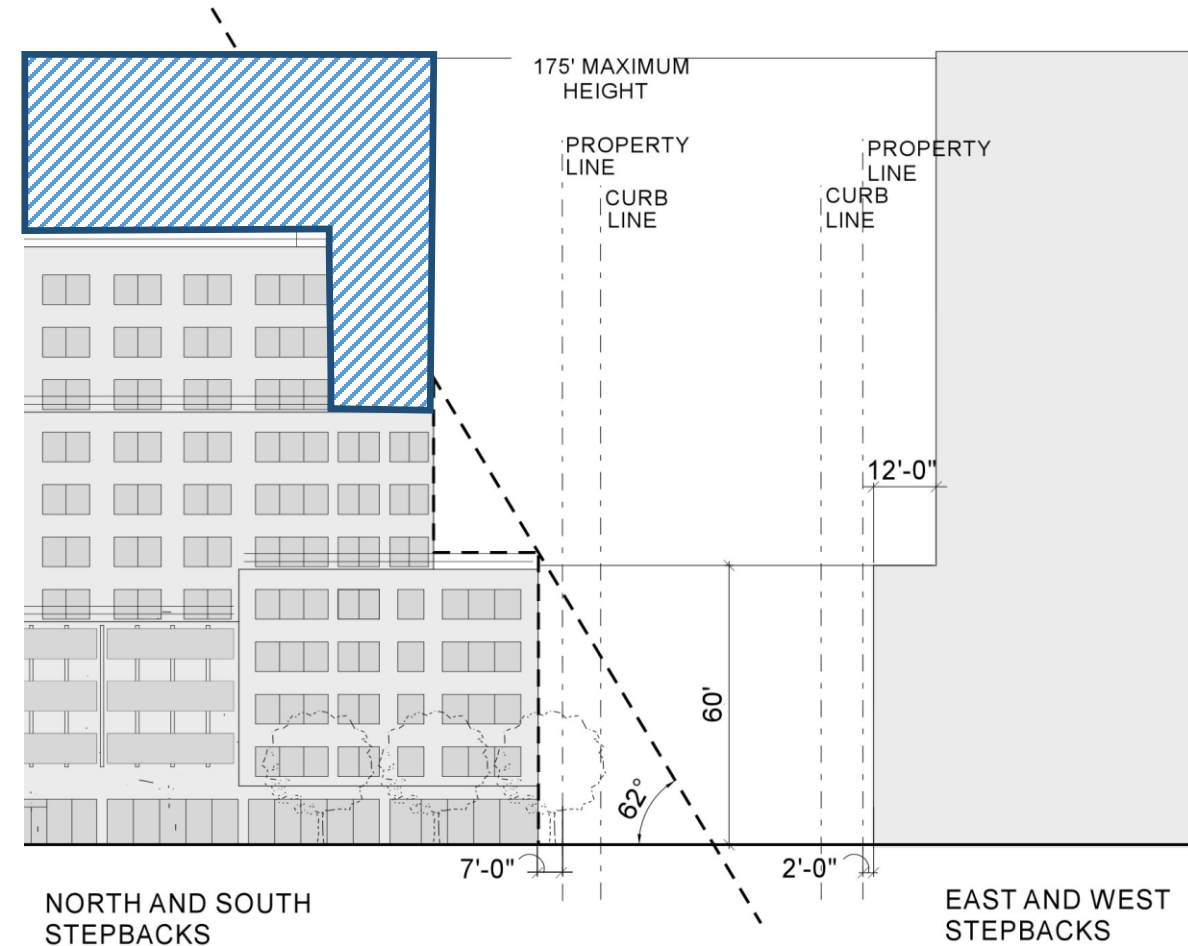 175' MAXIMUM
HEIGHT
PROPERTY
LINE
CURB
LINE
PROPERTY
LINE
CURB
LINE
12'-0"
60'
62°
7'-0"
2'-0"
NORTH AND SOUTH
STEPBACKS
EAST AND WEST
STEPBACKS